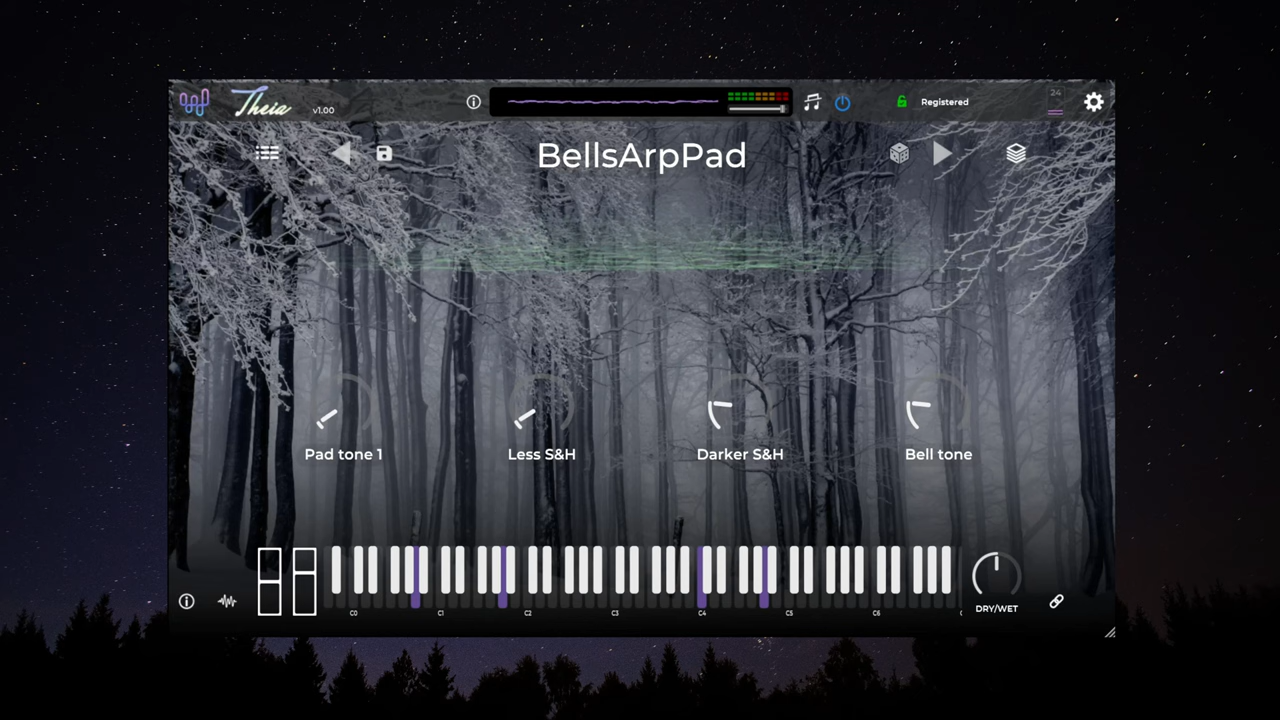 Theia
v1.00
Registered
24
BellsArpPad
Pad tone 1
Less S&H
Darker S&H
Bell tone
C0
C1
C2
C3
C4
C5
C6
DRY/WET